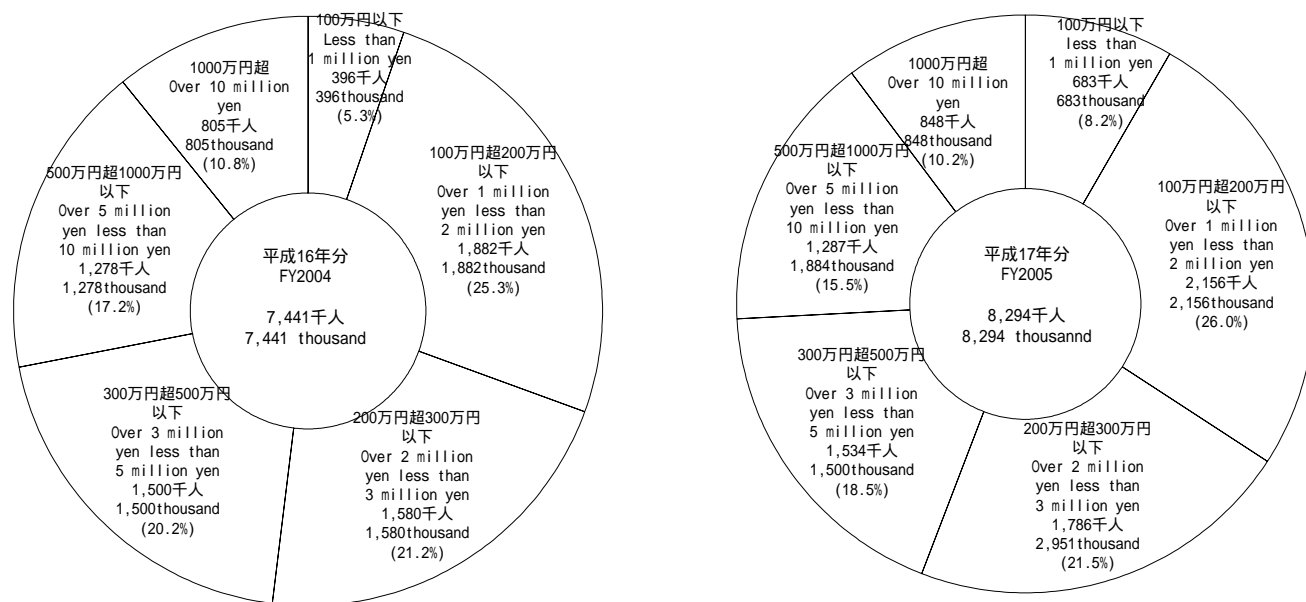 100万円以下
Less than
1 million yen
396千人
396thousand
(5.3%)
100万円超200万円
以下
Over 1 million
yen less than
2 million yen
1,882千人
1,882thousand
(25.3%)
200万円超300万円
以下
Over 2 million
yen less than
3 million yen
1,580千人
1,580thousand
(21.2%)
300万円超500万円
以下
Over 3 million
yen less than
5 million yen
1,500千人
1,500thousand
(20.2%)
500万円超1000万円
以下
Over 5 million
yen less than
10 million yen
1,278千人
1,278thousand
(17.2%)
1000万円超
Over 10 million
yen
805千人
805thousand
(10.8%)
平成16年分
FY2004
7,441千人
7,441 thousand
100万円以下
less than
1 million yen
683千人
683thousand
(8.2%)
100万円超200万円
以下
Over 1 million
yen less than
2 million yen
2,156千人
2,156thousand
(26.0%)
200万円超300万円
以下
Over 2 million
yen less than
3 million yen
1,786千人
2,951thousand
(21.5%)
300万円超500万円
以下
Over 3 million
yen less than
5 million yen
1,534千人
1,500thousand
(18.5%)
500万円超1000万円
以下
Over 5 million
yen less than
10 million yen
1,287千人
1,884thousand
(15.5%)
1000万円超
Over 10 million
yen
848千人
848thousand
(10.2%)
平成17年分
FY2005
8,294千人
8,294 thousannd